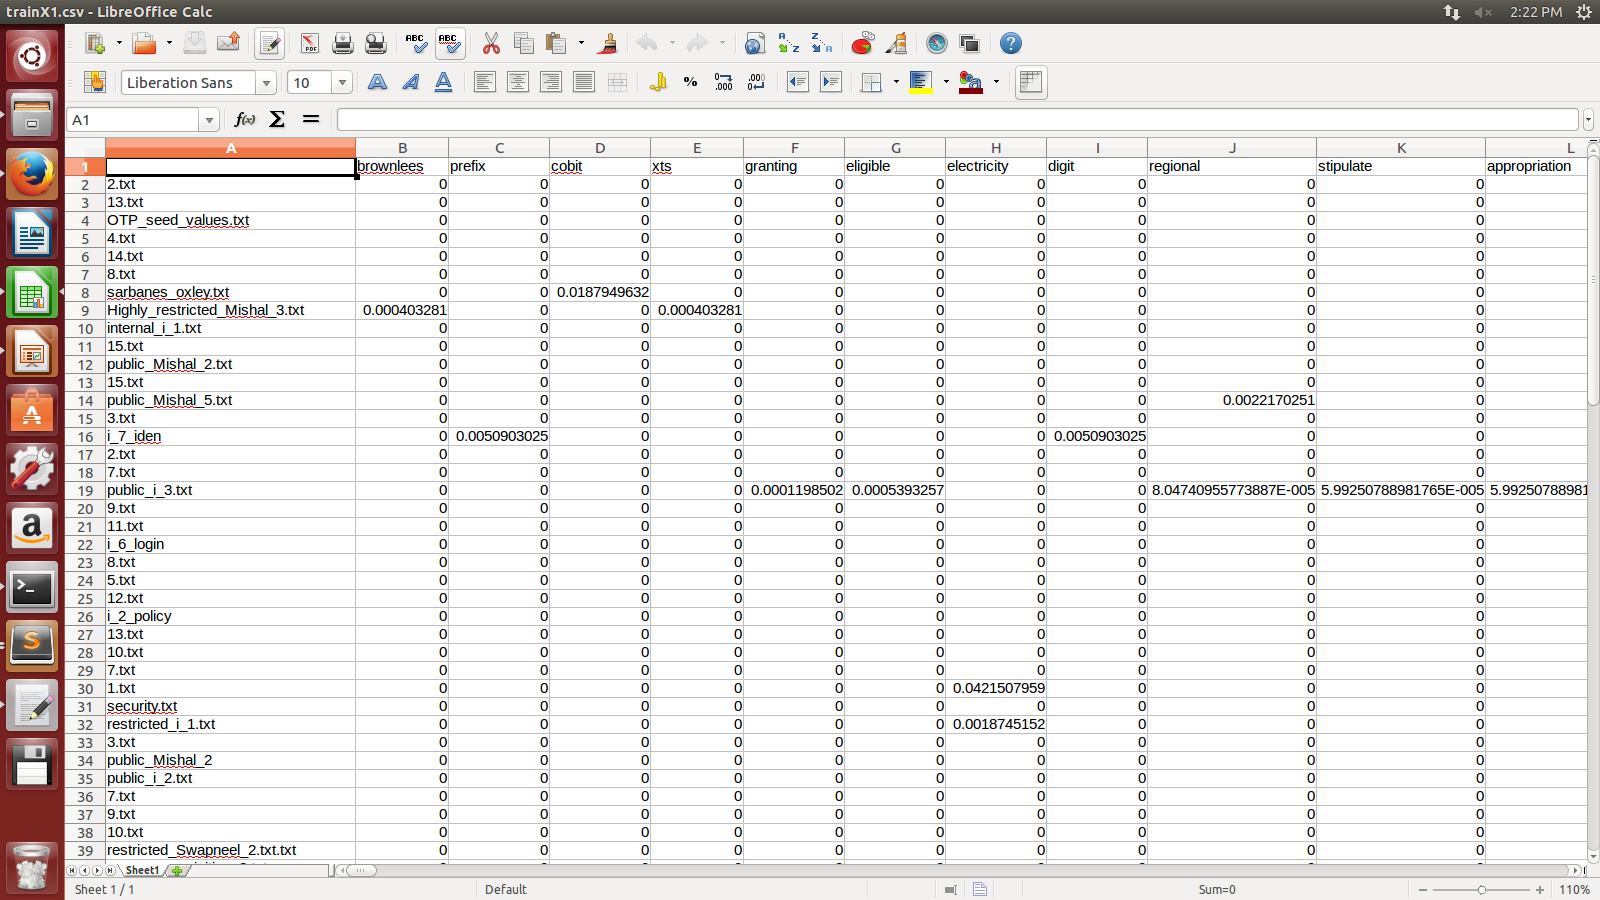 trainX1.csv - LibreOffice Calc 2:22 PM
Liberation Sans 10
A1
A B C D E F G H I J K L
1 brownlees prefix cobit xts granting eligible electricity digit regional stipulate appropriation
2 2.txt 0 0 0 0 0 0 0 0 0 0
3 13.txt 0 0 0 0 0 0 0 0 0 0
4 OTP_seed_values.txt 0 0 0 0 0 0 0 0 0 0
5 4.txt 0 0 0 0 0 0 0 0 0 0
6 14.txt 0 0 0 0 0 0 0 0 0 0
7 8.txt 0 0 0 0 0 0 0 0 0 0
8 sarbanes_oxley.txt 0 0 0.0187949632 0 0 0 0 0 0 0
9 Highly_restricted_Mishal_3.txt 0.000403281 0 0 0.000403281 0 0 0 0 0 0
10 internal_i_1.txt 0 0 0 0 0 0 0 0 0 0
11 15.txt 0 0 0 0 0 0 0 0 0 0
12 public_Mishal_2.txt 0 0 0 0 0 0 0 0 0 0
13 15.txt 0 0 0 0 0 0 0 0 0 0
14 public_Mishal_5.txt 0 0 0 0 0 0 0 0 0.0022170251 0
15 3.txt 0 0 0 0 0 0 0 0 0 0
16 i_7_iden 0 0.0050903025 0 0 0 0 0 0.0050903025 0 0
17 2.txt 0 0 0 0 0 0 0 0 0 0
18 7.txt 0 0 0 0 0 0 0 0 0 0
19 public_i_3.txt 0 0 0 0 0.0001198502 0.0005393257 0 0 8.04740955773887E-005 5.99250788981765E-005 5.99250788981
20 9.txt 0 0 0 0 0 0 0 0 0 0
21 11.txt 0 0 0 0 0 0 0 0 0 0
22 i_6_login 0 0 0 0 0 0 0 0 0 0
23 8.txt 0 0 0 0 0 0 0 0 0 0
24 5.txt 0 0 0 0 0 0 0 0 0 0
25 12.txt 0 0 0 0 0 0 0 0 0 0
26 i_2_policy 0 0 0 0 0 0 0 0 0 0
27 13.txt 0 0 0 0 0 0 0 0 0 0
28 10.txt 0 0 0 0 0 0 0 0 0 0
29 7.txt 0 0 0 0 0 0 0 0 0 0
30 1.txt 0 0 0 0 0 0 0.0421507959 0 0 0
31 security.txt 0 0 0 0 0 0 0 0 0 0
32 restricted_i_1.txt 0 0 0 0 0 0 0.0018745152 0 0 0
33 3.txt 0 0 0 0 0 0 0 0 0 0
34 public_Mishal_2 0 0 0 0 0 0 0 0 0 0
35 public_i_2.txt 0 0 0 0 0 0 0 0 0 0
36 7.txt 0 0 0 0 0 0 0 0 0 0
37 9.txt 0 0 0 0 0 0 0 0 0 0
38 10.txt 0 0 0 0 0 0 0 0 0 0
39 restricted_Swapneel_2.txt.txt 0 0 0 0 0 0 0 0 0 0
Sheet1
Sheet 1 / 1 Default Sum=0 110%